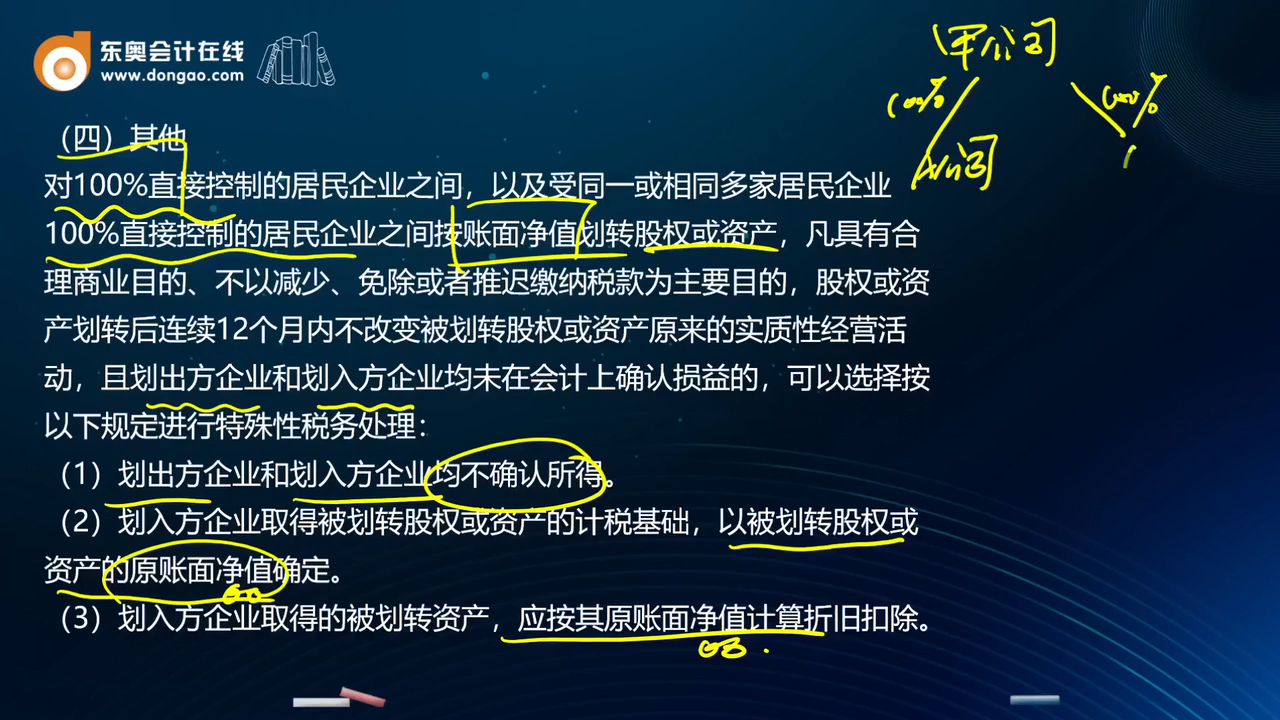 东奥会计在线
www.dongao.com
甲公司
100%
100%
（四）其他
对100%直接控制的居民企业之间，以及受同一或相同多家居民企业
100%直接控制的居民企业之间按账面净值划转股权或资产，凡具有合
理商业目的、不以减少、免除或者推迟缴纳税款为主要目的，股权或资
产划转后连续12个月内不改变被划转股权或资产原来的实质性经营活
动，且划出方企业和划入方企业均未在会计上确认损益的，可以选择按
以下规定进行特殊性税务处理：
（1）划出方企业和划入方企业均不确认所得。
（2）划入方企业取得被划转股权或资产的计税基础，以被划转股权或
资产的原账面净值确定。
（3）划入方企业取得的被划转资产，应按其原账面净值计算折旧扣除。